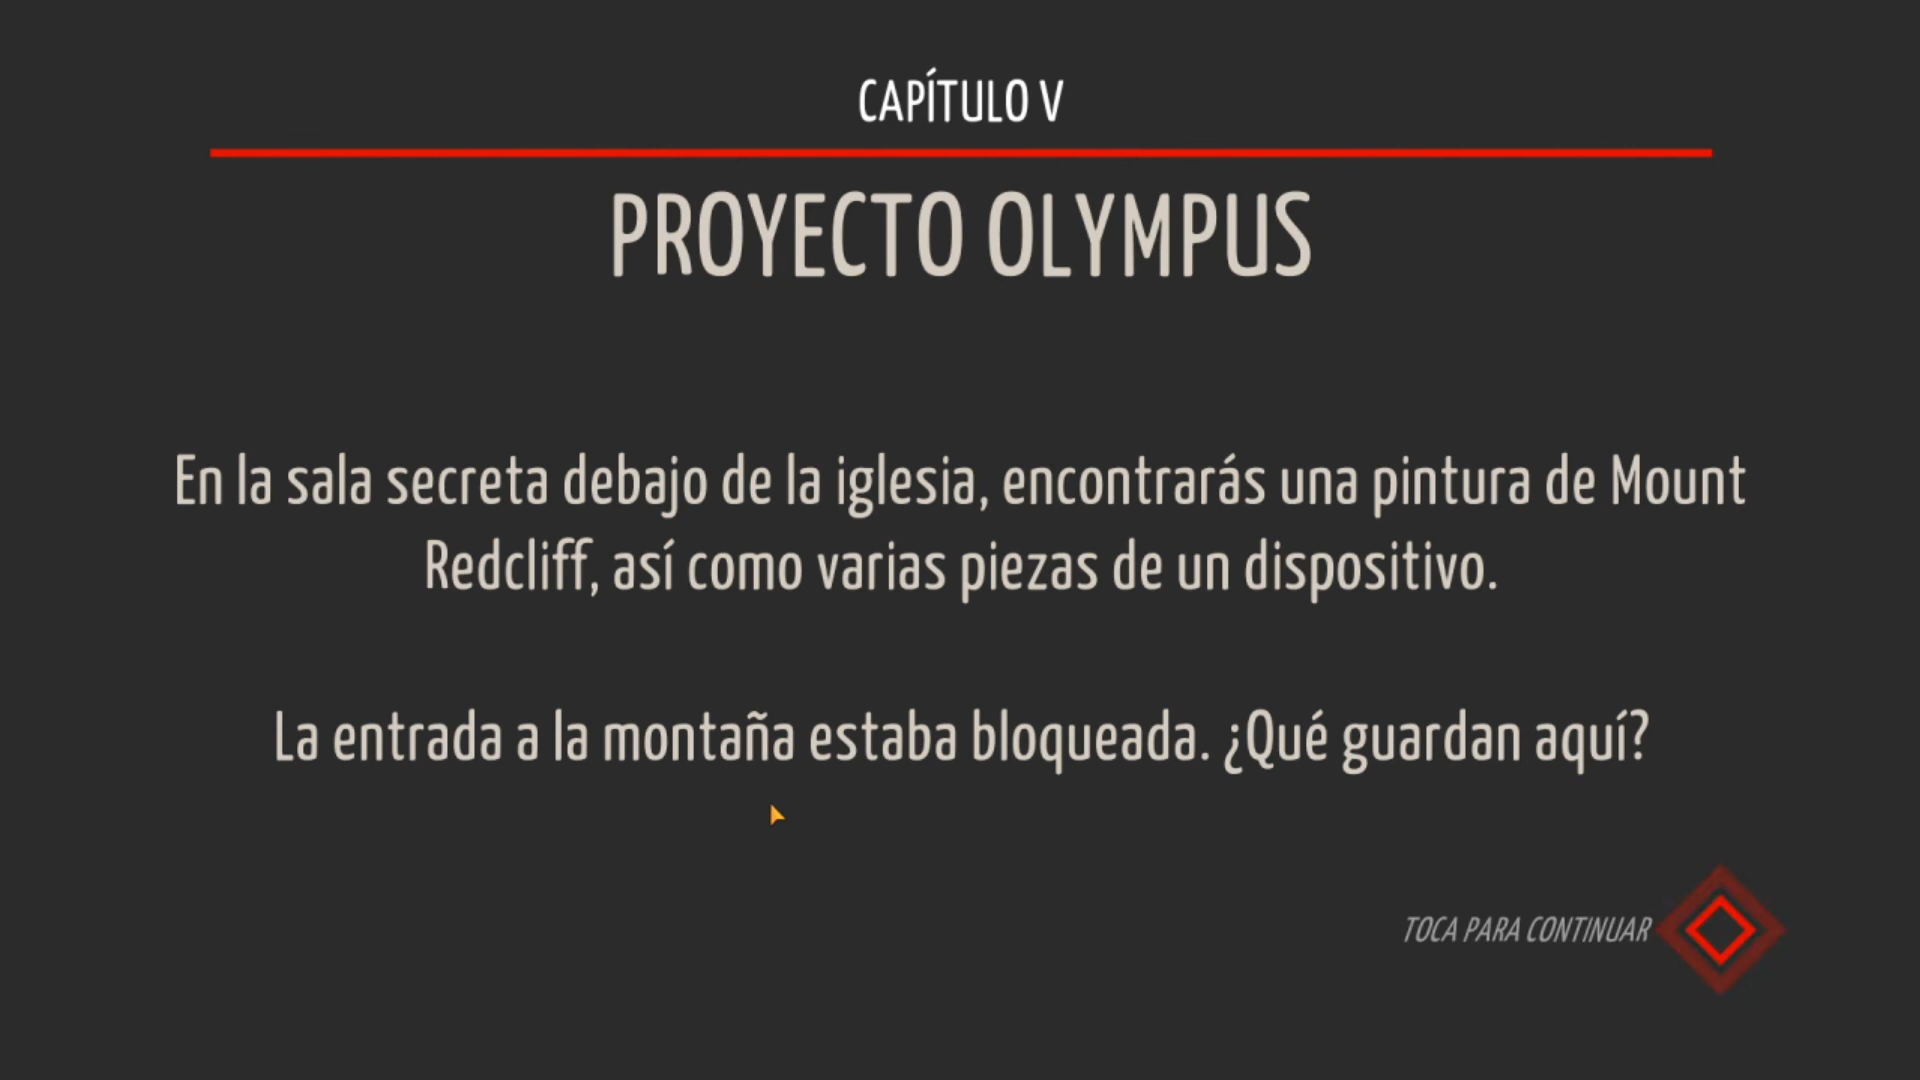 CAPÍTULO V
PROYECTO OLYMPUS
En la sala secreta debajo de la iglesia, encontrarás una pintura de Mount
Redcliff, así como varias piezas de un dispositivo.
La entrada a la montaña estaba bloqueada. ¿Qué guardan aquí?
TOCA PARA CONTINUAR